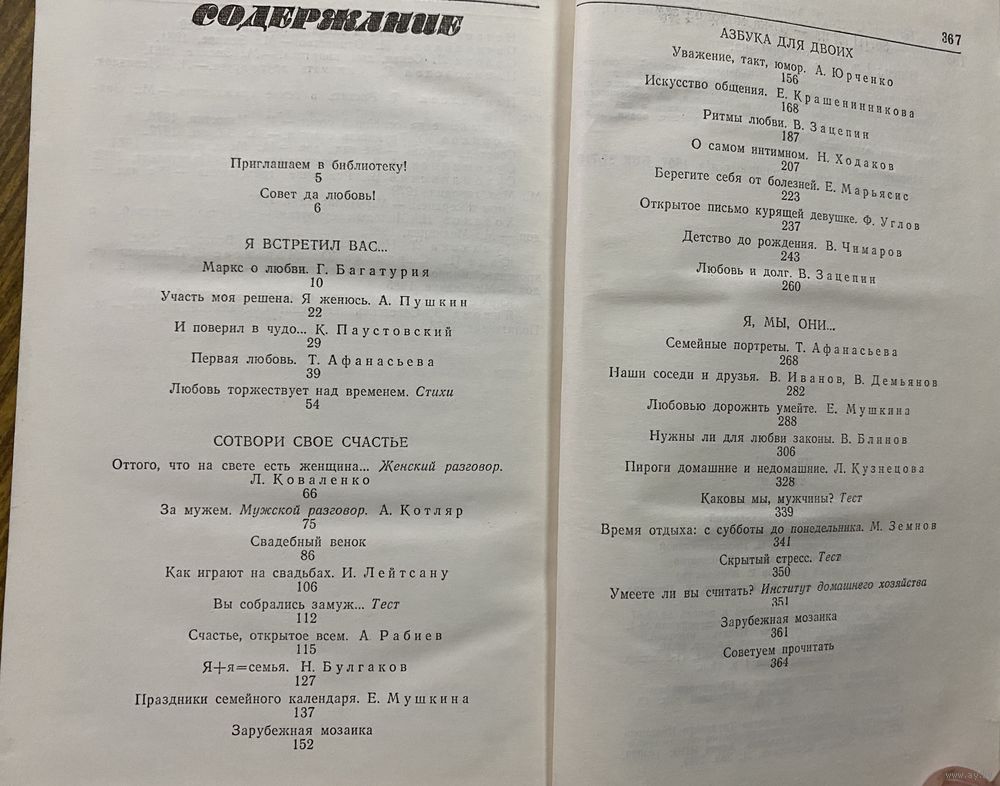 СОДЕРЖАНИЕ
Приглашаем в библиотеку!
5
Совет да любовь!
6
Я ВСТРЕТИЛ ВАС...
Маркс о любви. Г. Багатурия
10
Участь моя решена. Я женюсь. А. Пушкин
22
И поверил в чудо... К. Паустовский
29
Первая любовь. Т. Афанасьева
39
Любовь торжествует над временем. Стихи
54
СОТВОРИ СВОЕ СЧАСТЬЕ
Оттого, что на свете есть женщина... Женский разговор.
Л. Коваленко
66
За мужем. Мужской разговор. А. Котляр
75
Свадебный венок
86
Как играют на свадьбах. И. Лейтсану
106
Вы собрались замуж... Тест
112
Счастье, открытое всем. А Рабиев
115
Я+я=семья. Н. Булгаков
127
Праздники семейного календаря. Е. Мушкина
137
Зарубежная мозаика
152
367
АЗБУКА ДЛЯ ДВОИХ
Уважение, такт, юмор. А. Юрченко
156
Искусство общения. Е. Крашенинникова
168
Ритмы любви. В. Зацепин
187
О самом интимном. Н. Ходаков
207
Берегите себя от болезней. Е. Марьясис
223
Открытое письмо курящей девушке. Ф. Углов
237
Детство до рождения. В. Чимаров
243
Любовь и долг. В. Зацепин
260
Я, МЫ, ОНИ...
Семейные портреты. Т. Афанасьева
268
Наши соседи и друзья. В. Иванов, В. Демьянов
282
Любовью дорожить умейте. Е. Мушкина
288
Нужны ли для любви законы. В. Блинов
306
Пироги домашние и недомашние. Л. Кузнецова
328
Каковы мы, мужчины? Тест
339
Время отдыха: с субботы до понедельника. М. Земнов
341
Скрытый стресс. Тест
350
Умеете ли вы считать? Институт домашнего хозяйства
351
Зарубежная мозаика
361
Советуем прочитать
364